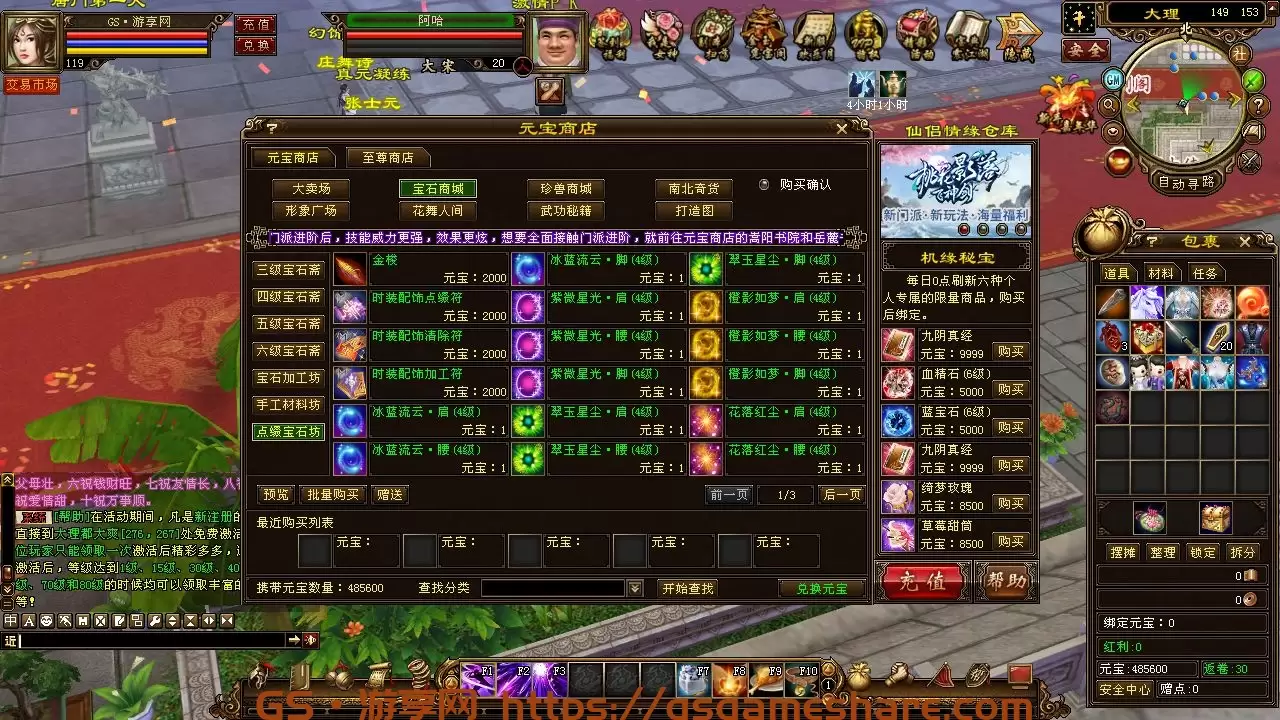 GS·游享网
119
充值
兑换
交易市场
阿哈
大宋
20
幻饰
庄舞诗
真元凝练
张士元
4小时
1小时
大理
149 153
北
社
GM
安全
自动寻路
元宝商店
元宝商店
至尊商店
大卖场
宝石商城
珍兽商城
南北奇货
购买确认
形象广场
花舞人间
武功秘籍
打造图
门派进阶后，技能威力更强，效果更炫，想要全面接触门派进阶，就前往元宝商店的嵩阳书院和岳麓
三级宝石斋
四级宝石斋
五级宝石斋
六级宝石斋
宝石加工坊
手工材料坊
点缀宝石坊
金梭
元宝：2000
冰蓝流云·脚(4级)
元宝：1
翠玉星尘·脚(4级)
元宝：1
时装配饰点缀符
元宝：2000
紫微星光·肩(4级)
元宝：1
橙影如梦·肩(4级)
元宝：1
时装配饰清除符
元宝：2000
紫微星光·腰(4级)
元宝：1
橙影如梦·腰(4级)
元宝：1
时装配饰加工符
元宝：2000
紫微星光·脚(4级)
元宝：1
橙影如梦·脚(4级)
元宝：1
冰蓝流云·肩(4级)
元宝：1
翠玉星尘·肩(4级)
元宝：1
花落红尘·肩(4级)
元宝：1
冰蓝流云·腰(4级)
元宝：1
翠玉星尘·腰(4级)
元宝：1
花落红尘·腰(4级)
元宝：1
预览
批量购买
赠送
前一页
1/3
后一页
最近购买列表
元宝：
元宝：
元宝：
元宝：
元宝：
携带元宝数量：485600
查找分类
开始查找
兑换元宝
仙侣情缘仓库
桃花影落
飞神剑
新门派·新玩法·海量福利
机缘秘宝
每日0点刷新六种个
人专属的限量商品，购买
后绑定。
九阴真经
元宝：9999
购买
血精石(6级)
元宝：5000
购买
蓝宝石(6级)
元宝：5000
购买
九阴真经
元宝：9999
购买
绮梦玫瑰
元宝：8500
购买
草莓甜筒
元宝：8500
购买
充值
帮助
包裹
道具
材料
任务
3
20
摆摊
整理
锁定
拆分
0
0
绑定元宝：0
红利:0
元宝:485600
返卷:30
安全中心
赠点:0
[帮助]在活动期间，凡是新注册的
直接到大理都大爽[276，267]处免费激活
位玩家只能领取一次激活后精彩多多，
激活后，等级达到1级、15级、30级、40
级、70级和80级的时候均可以领取丰富的
等！
近
F1
F2
F3
F7
F8
F9
F10
GS·游享网 https://gsgameshare.com